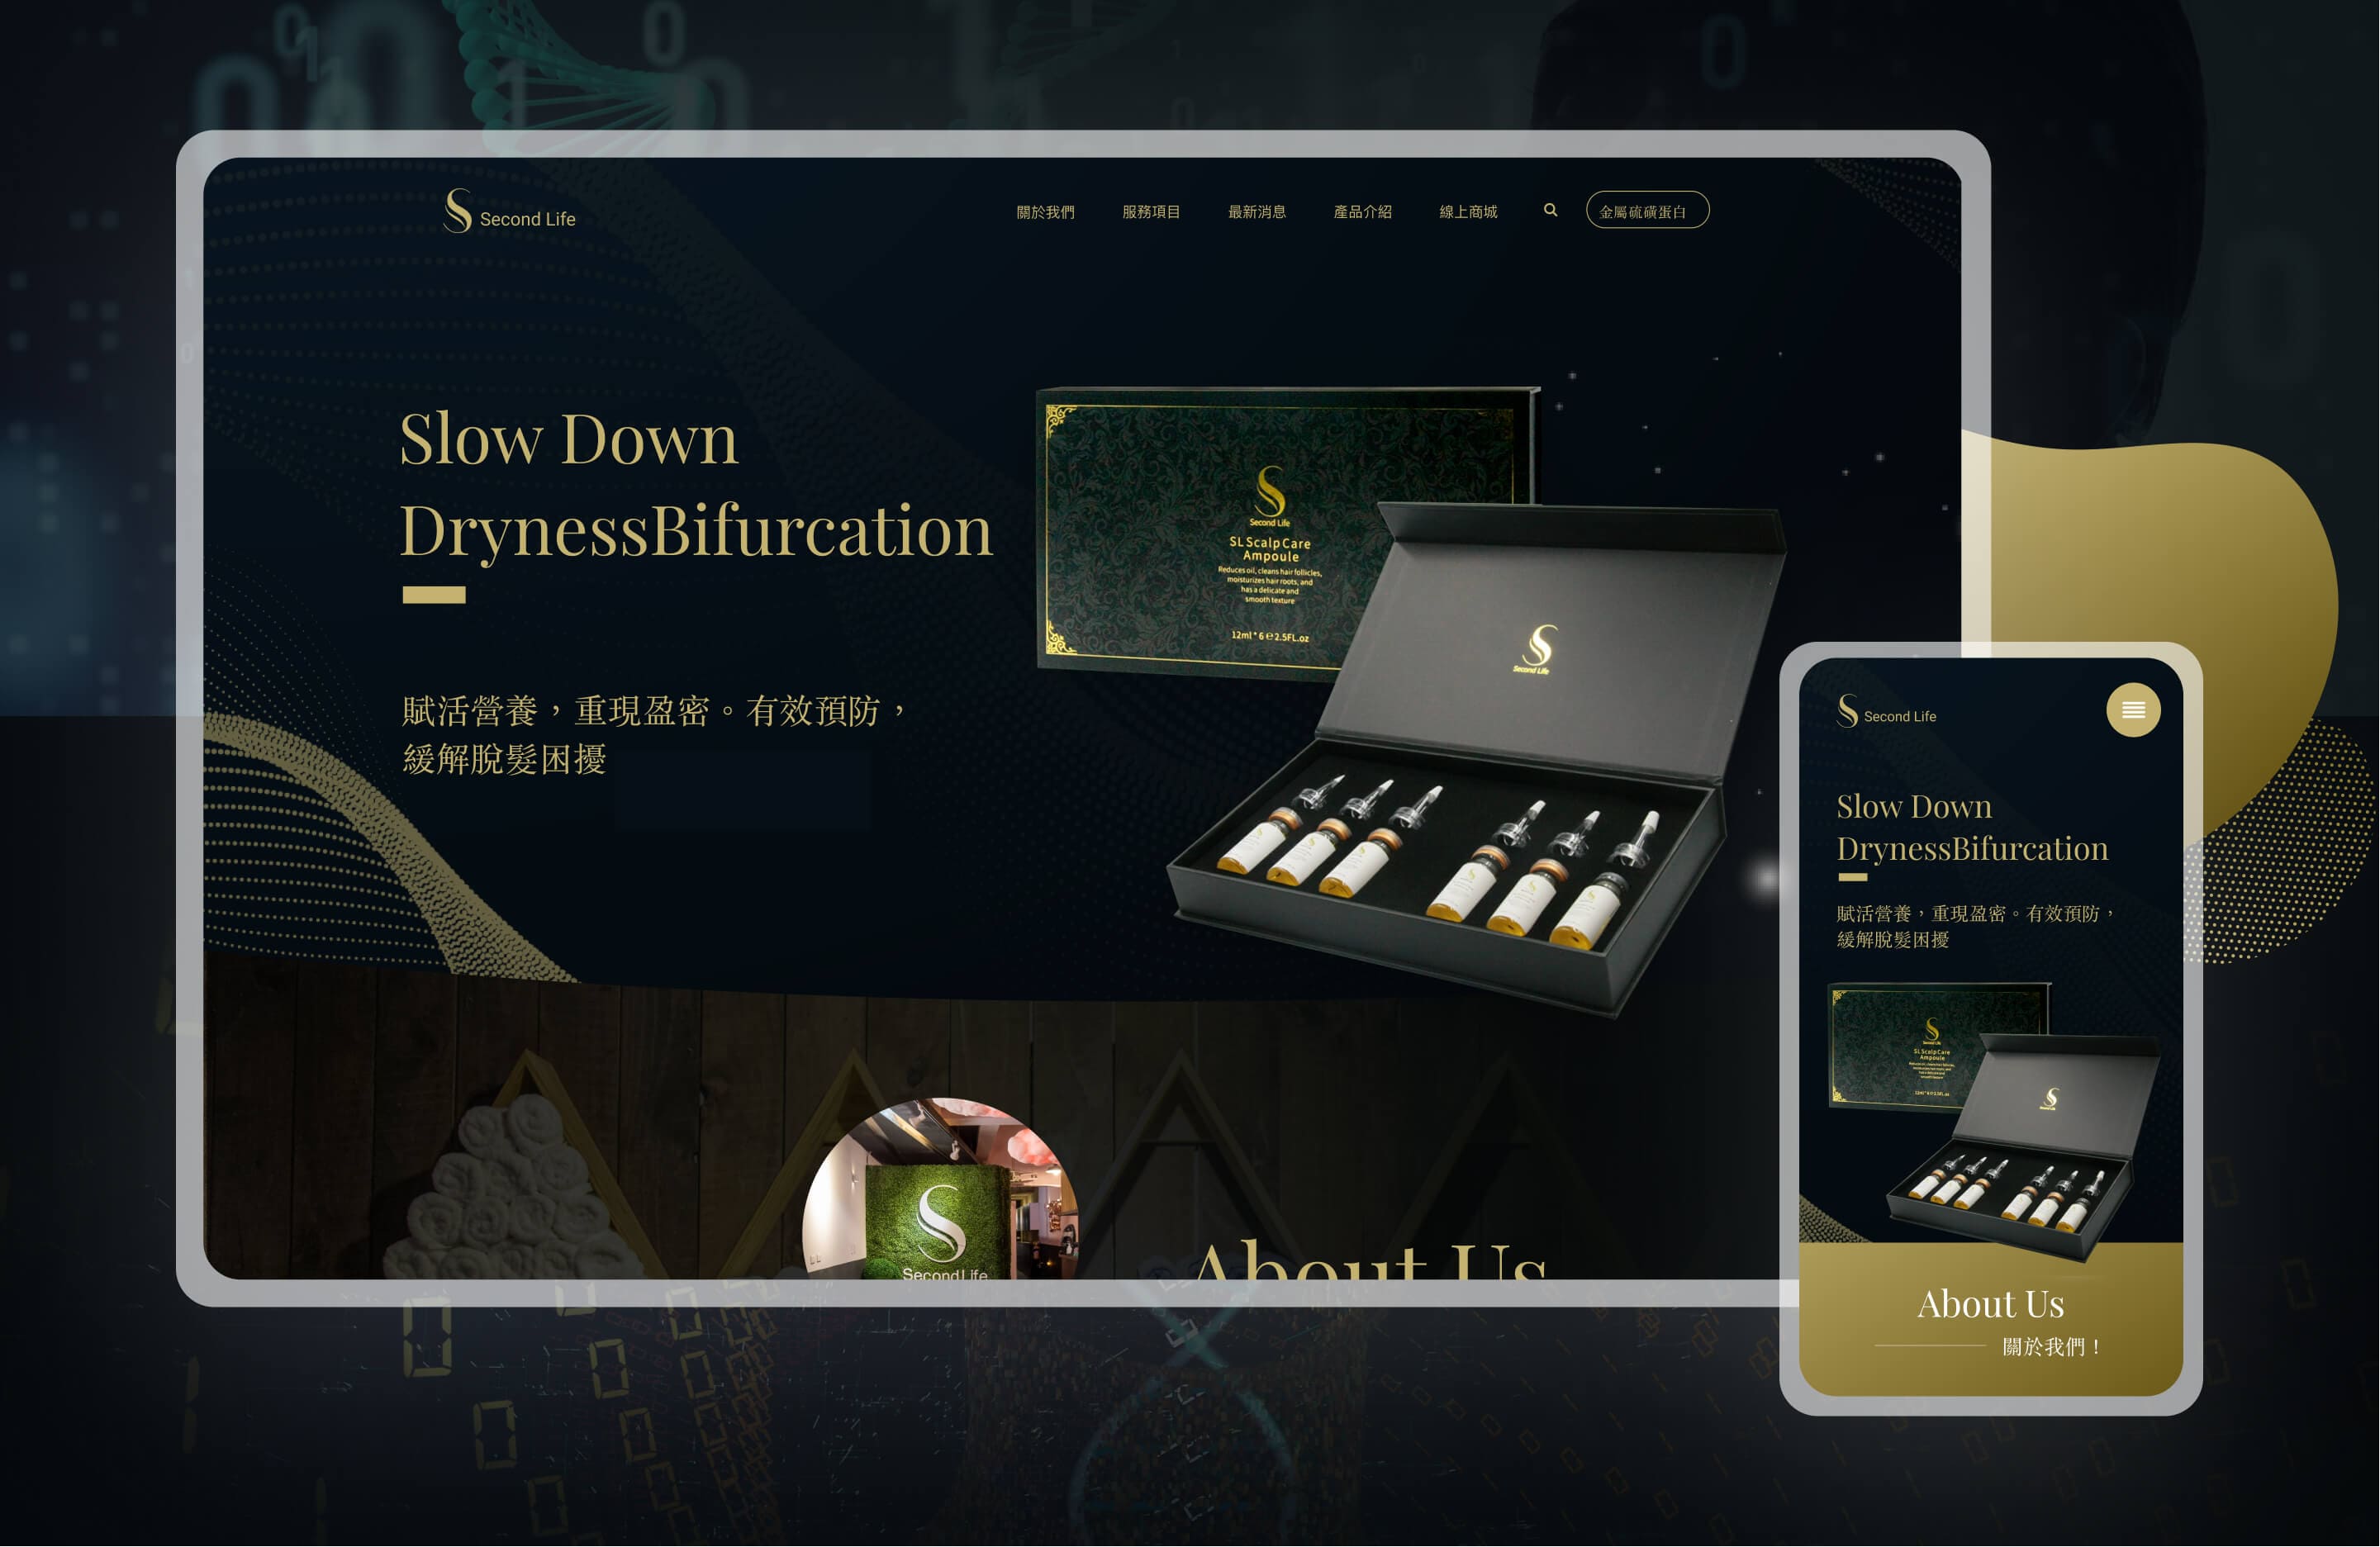 Second Life
關於我們
服務項目
最新消息
產品介紹
線上商城
金屬硫磺蛋白
Slow Down
DrynessBifurcation
賦活營養，重現盈密。有效預防，
緩解脫髮困擾
Second Life
SL Scalp Care
Ampoule
Reduces oil, cleans hair follicles,
moisturizes hair roots, and
has a delicate and
smooth texture
12ml * 6 ℮ 2.5FL.oz
Second Life
Second Life
About Us
Second Life
Slow Down
DrynessBifurcation
賦活營養，重現盈密。有效預防，
緩解脫髮困擾
SL Scalp Care
Ampoule
About Us
關於我們！